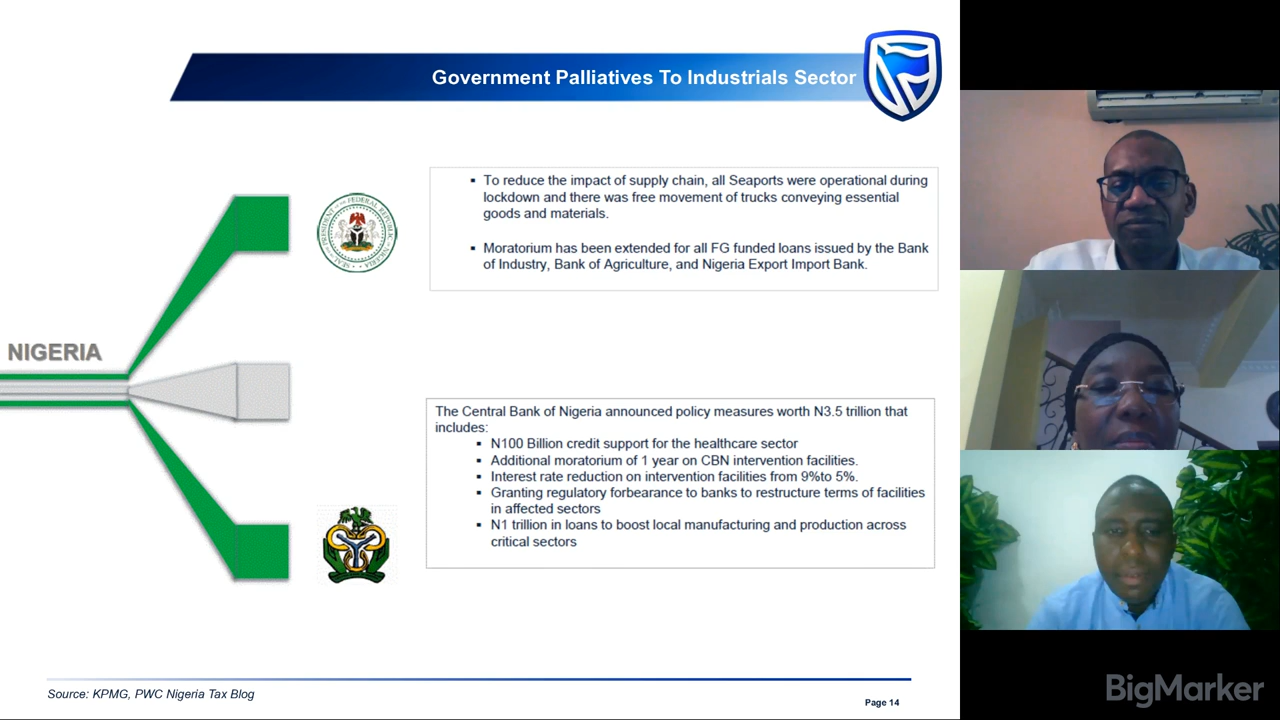 Government Palliatives To Industrials Sector
▪ To reduce the impact of supply chain, all Seaports were operational during
lockdown and there was free movement of trucks conveying essential
goods and materials.
▪ Moratorium has been extended for all FG funded loans issued by the Bank
of Industry, Bank of Agriculture, and Nigeria Export Import Bank.
NIGERIA
The Central Bank of Nigeria announced policy measures worth N3.5 trillion that
includes:
▪ N100 Billion credit support for the healthcare sector
▪ Additional moratorium of 1 year on CBN intervention facilities.
▪ Interest rate reduction on intervention facilities from 9%to 5%.
▪ Granting regulatory forbearance to banks to restructure terms of facilities
in affected sectors
▪ N1 trillion in loans to boost local manufacturing and production across
critical sectors
Source: KPMG, PWC Nigeria Tax Blog
Page 14
BigMarker